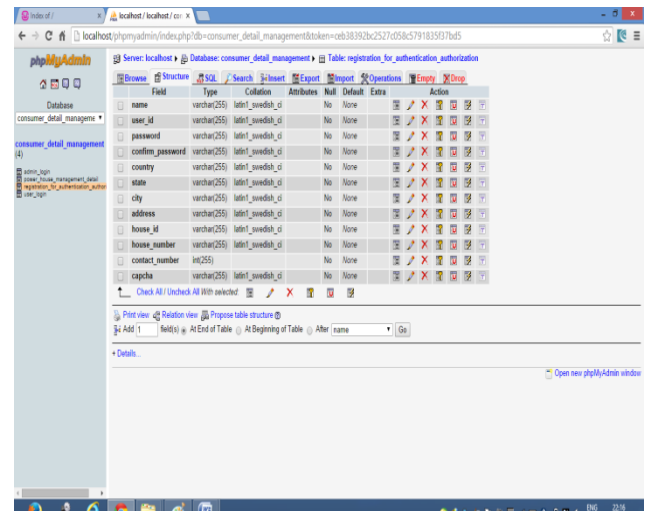 Index of /
localhost / localhost / cor
localhost/phpmyadmin/index.php?db=consumer_detail_management&token=ceb38392bc2527c058c5791835f37bd5
phpMyAdmin
Database
consumer_detail_manageme
consumer_detail_management
(4)
admin_login
power_house_management_detail
registration_for_authentication_author
user_login
Server: localhost Database: consumer_detail_management Table: registration_for_authentication_authorization
Browse Structure SQL Search Insert Export Import Operations Empty Drop
Field Type Collation Attributes Null Default Extra Action
name varchar(255) latin1_swedish_ci No None
user_id varchar(255) latin1_swedish_ci No None
password varchar(255) latin1_swedish_ci No None
confirm_password varchar(255) latin1_swedish_ci No None
country varchar(255) latin1_swedish_ci No None
state varchar(255) latin1_swedish_ci No None
city varchar(255) latin1_swedish_ci No None
address varchar(255) latin1_swedish_ci No None
house_id varchar(255) latin1_swedish_ci No None
house_number varchar(255) latin1_swedish_ci No None
contact_number int(255) No None
capcha varchar(255) latin1_swedish_ci No None
Check All / Uncheck All With selected:
Print view Relation view Propose table structure
Add 1 field(s) At End of Table At Beginning of Table After name Go
+ Details...
Open new phpMyAdmin window
ENG 22:16